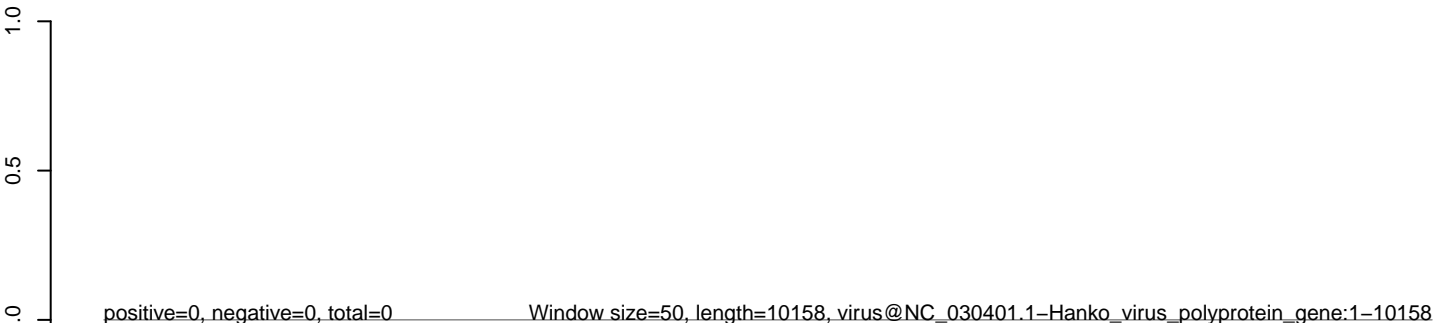 1.0
0.5
.0
positive=0, negative=0, total=0
Window size=50, length=10158, virus@NC_030401.1−Hanko_virus_polyprotein_gene:1−10158